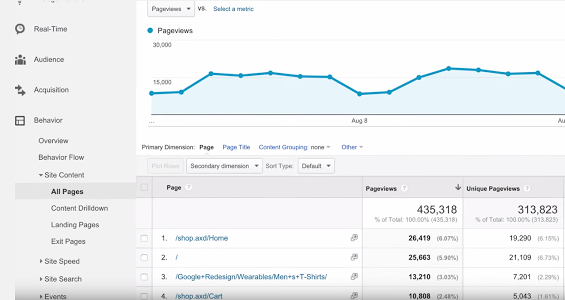 Pageviews vs. Select a metric
Pageviews
30,000
15,000
... Aug 8
Real-Time
Audience
Acquisition
Behavior
Overview
Behavior Flow
Site Content
All Pages
Content Drilldown
Landing Pages
Exit Pages
Site Speed
Site Search
Events
Primary Dimension: Page Page Title Content Grouping: none Other
Plot Rows Secondary dimension Sort Type: Default
Page ? Pageviews ? Unique Pageviews ?
435,318 313,823
% of Total: 100.00% (435,318) % of Total: 100.00% (313,823)
1. /shop.axd/Home 26,419 (6.07%) 19,290 (6.15%)
2. / 25,663 (5.90%) 21,109 (6.73%)
3. /Google+Redesign/Wearables/Men+s+T-Shirts/ 13,210 (3.03%) 7,201 (2.29%)
4. /shop.axd/Cart 10,808 (2.48%) 5,043 (1.61%)